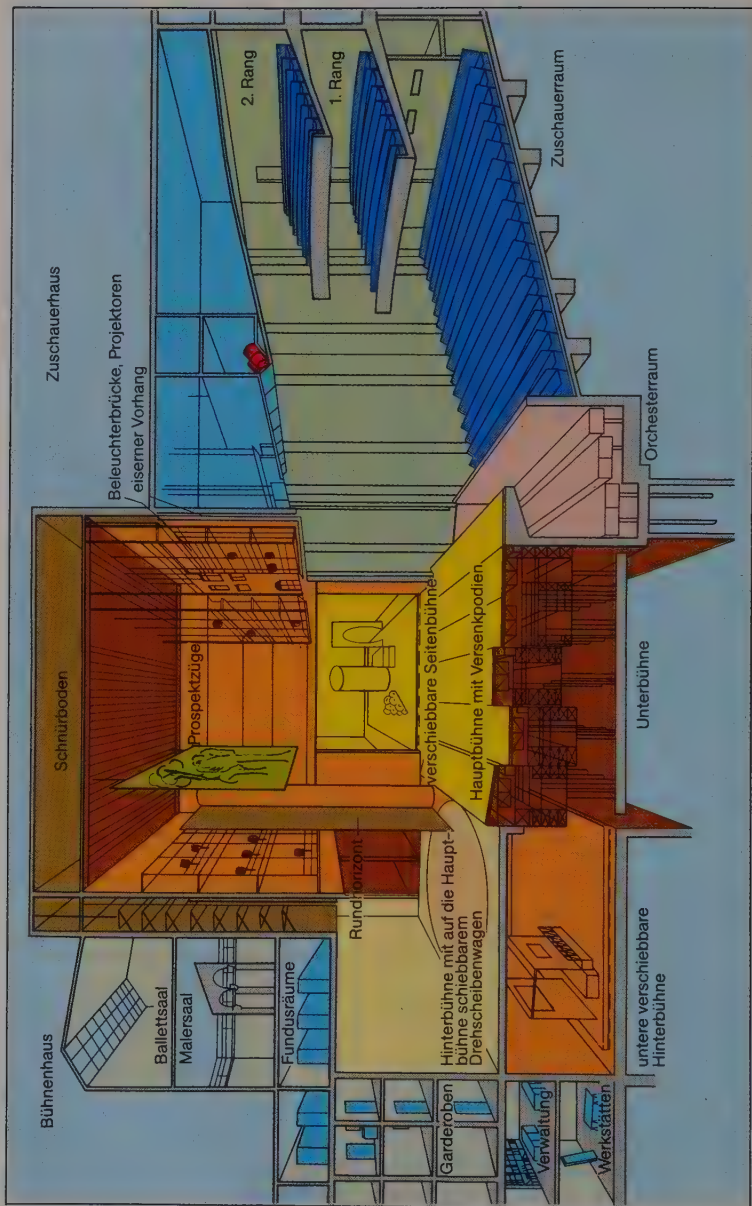 Bühnenhaus
Zuschauerhaus
Schnürboden
Beleuchterbrücke, Projektoren
eiserner Vorhang
Ballettsaal
Malersaal
Fundusräume
Prospektzüge
Rundhorizont
2. Rang
1. Rang
verschiebbare Seitenbühne
Hinterbühne mit auf die Haupt-
bühne schiebbarem
Drehscheibenwagen
Hauptbühne mit Versenkpodien
Garderoben
Verwaltung
Werkstätten
untere verschiebbare
Hinterbühne
Unterbühne
Orchesterraum
Zuschauerraum